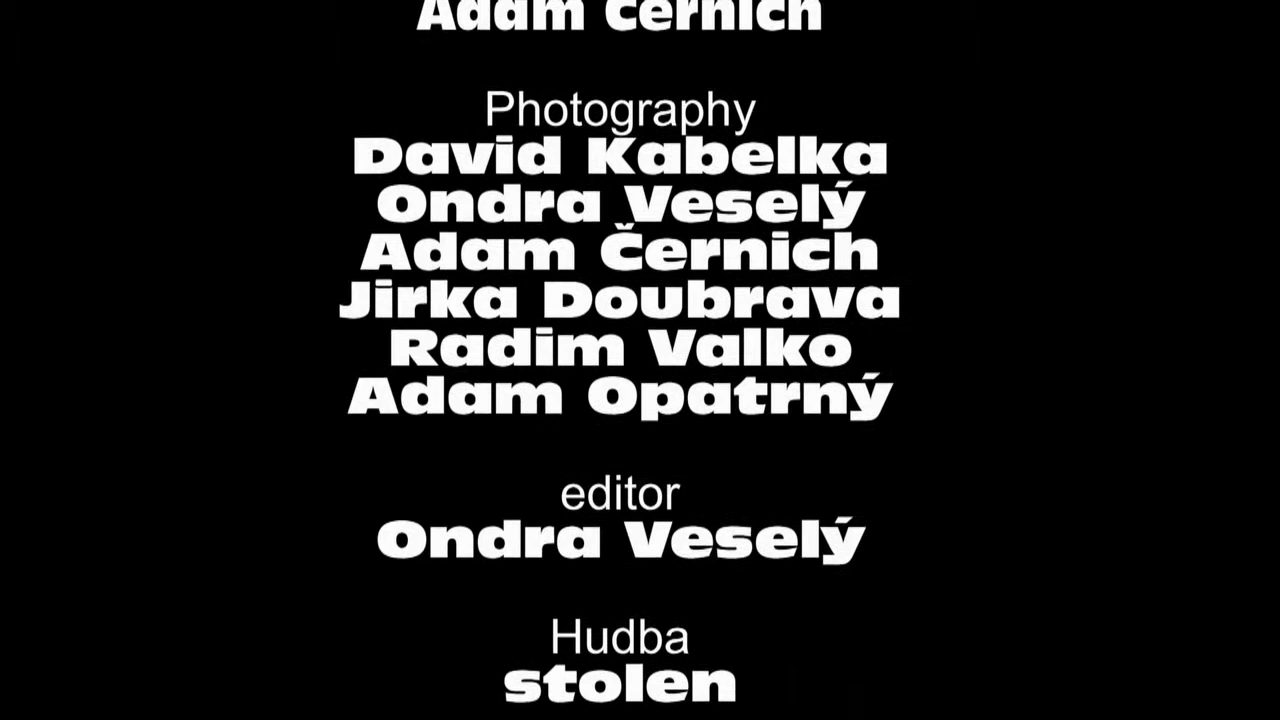 Adam Černich
Photography
David Kabelka
Ondra Veselý
Adam Černich
Jirka Doubrava
Radim Valko
Adam Opatrný
editor
Ondra Veselý
Hudba
stolen